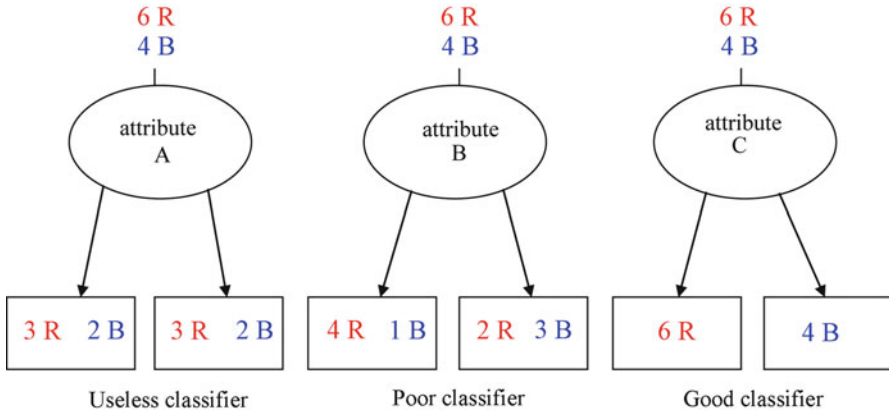 6 R
4 B
attribute
A
3 R 2 B
3 R 2 B
Useless classifier
6 R
4 B
attribute
B
4 R 1 B
2 R 3 B
Poor classifier
6 R
4 B
attribute
C
6 R
4 B
Good classifier